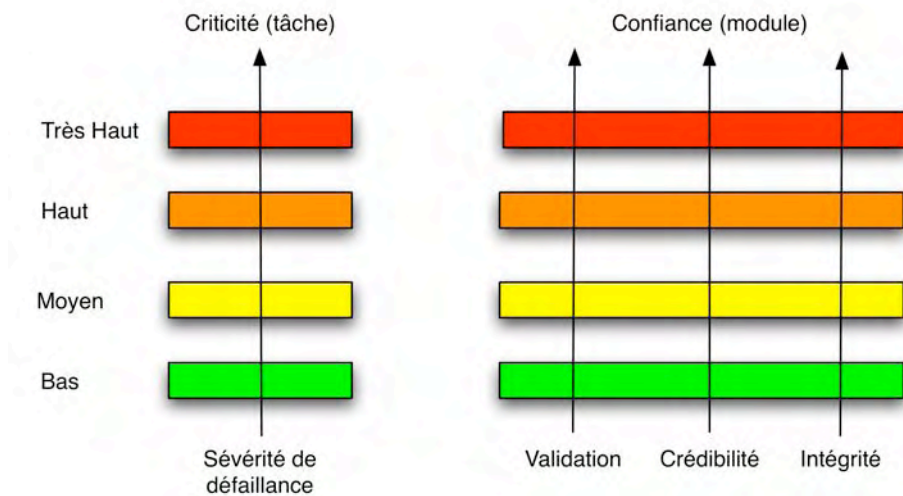 Criticité (tâche)
Confiance (module)
Très Haut
Haut
Moyen
Bas
Sévérité de
défaillance
Validation
Crédibilité
Intégrité